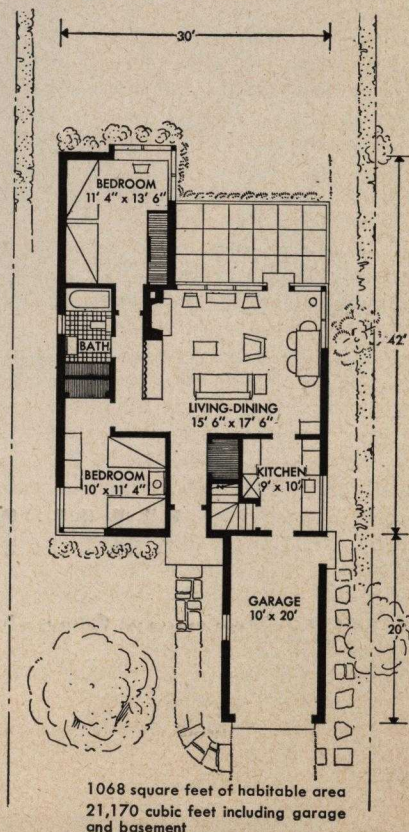 30'
BEDROOM
11' 4" x 13' 6"
42'
BATH
LIVING-DINING
15' 6" x 17' 6"
BEDROOM
10' x 11' 4"
KITCHEN
9' x 10'
GARAGE
10' x 20'
20'
1068 square feet of habitable area
21,170 cubic feet including garage
and basement